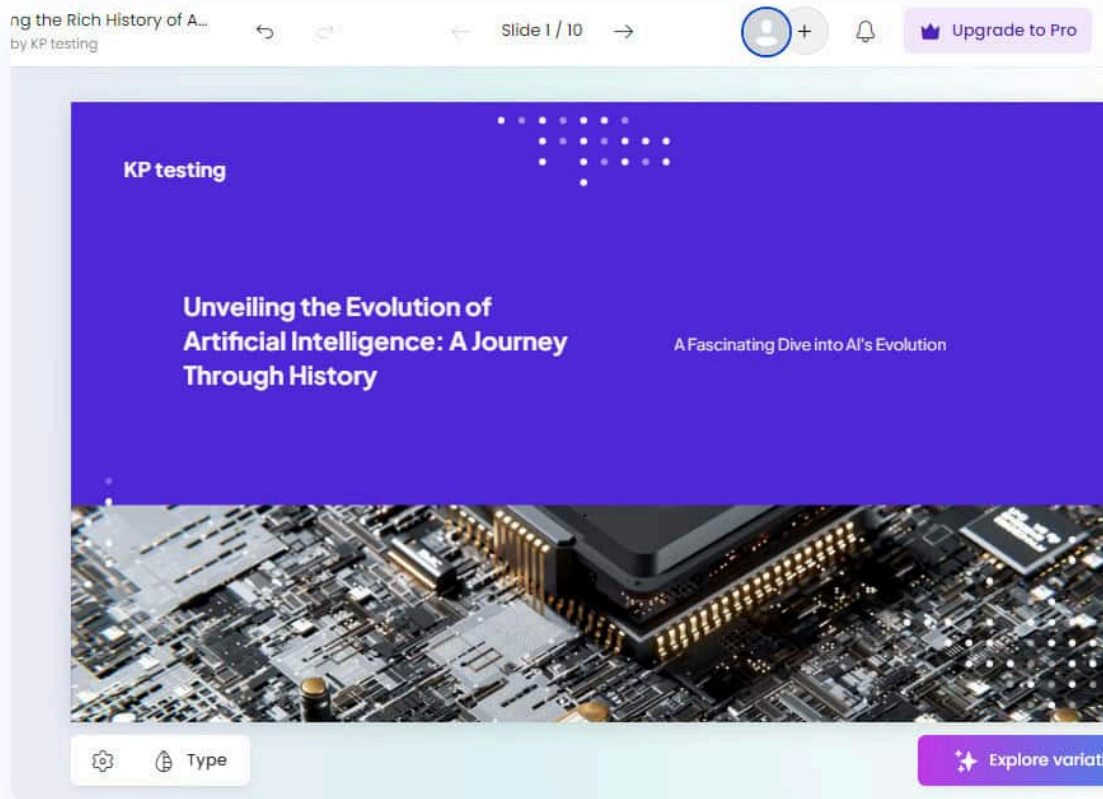 ng the Rich History of A...
by KP testing
Slide 1 / 10
+
Upgrade to Pro
KP testing
Unveiling the Evolution of
Artificial Intelligence: A Journey
Through History
A Fascinating Dive into AI's Evolution
Type
Explore variati